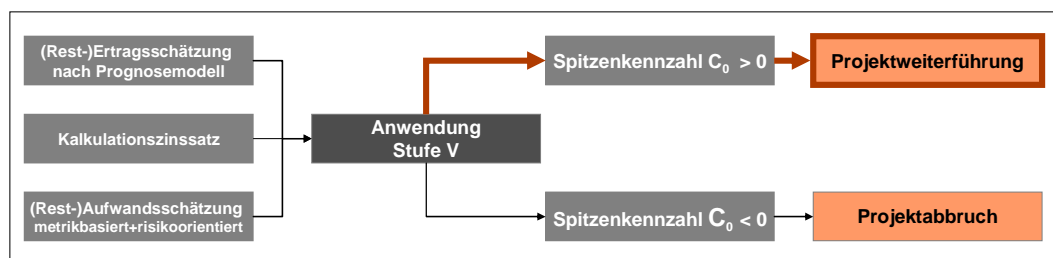 (Rest-)Ertragsschätzung
nach Prognosemodell
Kalkulationszinssatz
(Rest-)Aufwandsschätzung
metrikbasiert+risikoorientiert
Anwendung
Stufe V
Spitzenkennzahl C₀ > 0
Projektweiterführung
Spitzenkennzahl C₀ < 0
Projektabbruch